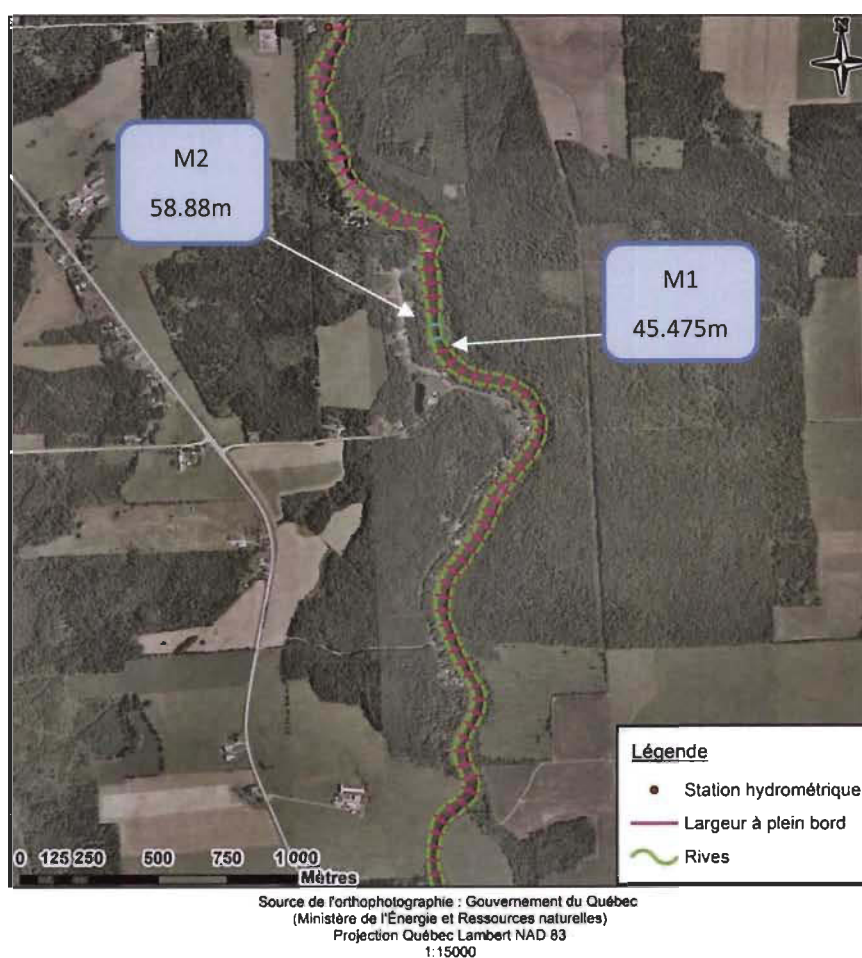 N
M2
58.88m
M1
45.475m
Légende
Station hydrométrique
Largeur à plein bord
Rives
0 125 250 500 750 1 000
Mètres
Source de l'orthophotographie : Gouvernement du Québec
(Ministère de l'Énergie et Ressources naturelles)
Projection Québec Lambert NAD 83
1:15000